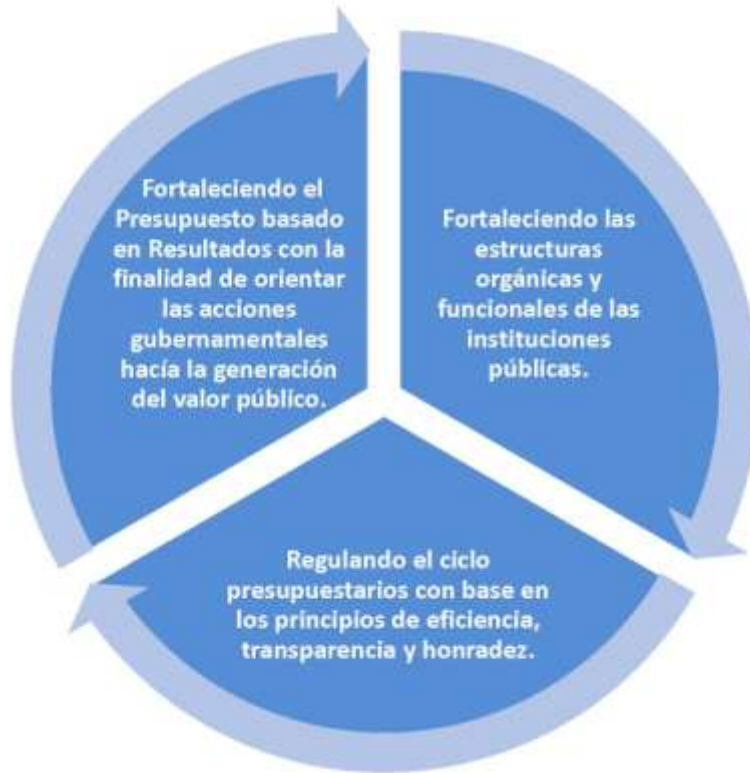 Fortaleciendo el
Presupuesto basado
en Resultados con la
finalidad de orientar
las acciones
gubernamentales
hacía la generación
del valor público.
Fortaleciendo las
estructuras
orgánicas y
funcionales de las
instituciones
públicas.
Regulando el ciclo
presupuestarios con base en
los principios de eficiencia,
transparencia y honradez.